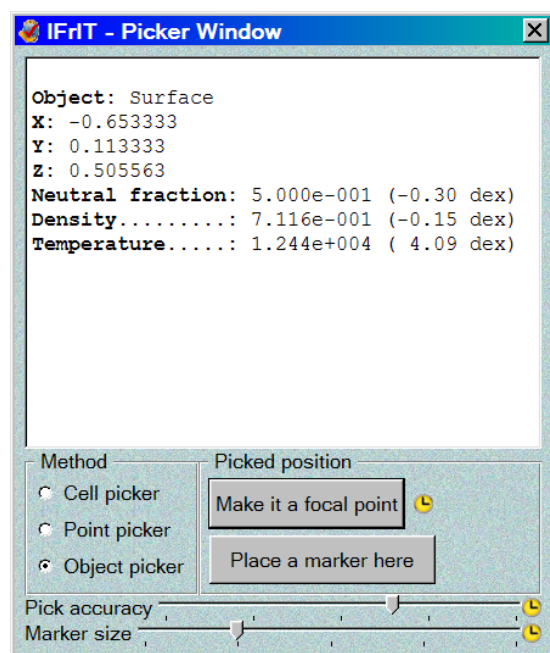 IFrIT - Picker Window
Object: Surface
X: -0.653333
Y: 0.113333
Z: 0.505563
Neutral fraction: 5.000e-001 (-0.30 dex)
Density.........: 7.116e-001 (-0.15 dex)
Temperature.....: 1.244e+004 ( 4.09 dex)
Method
Cell picker
Point picker
Object picker
Picked position
Make it a focal point
Place a marker here
Pick accuracy
Marker size